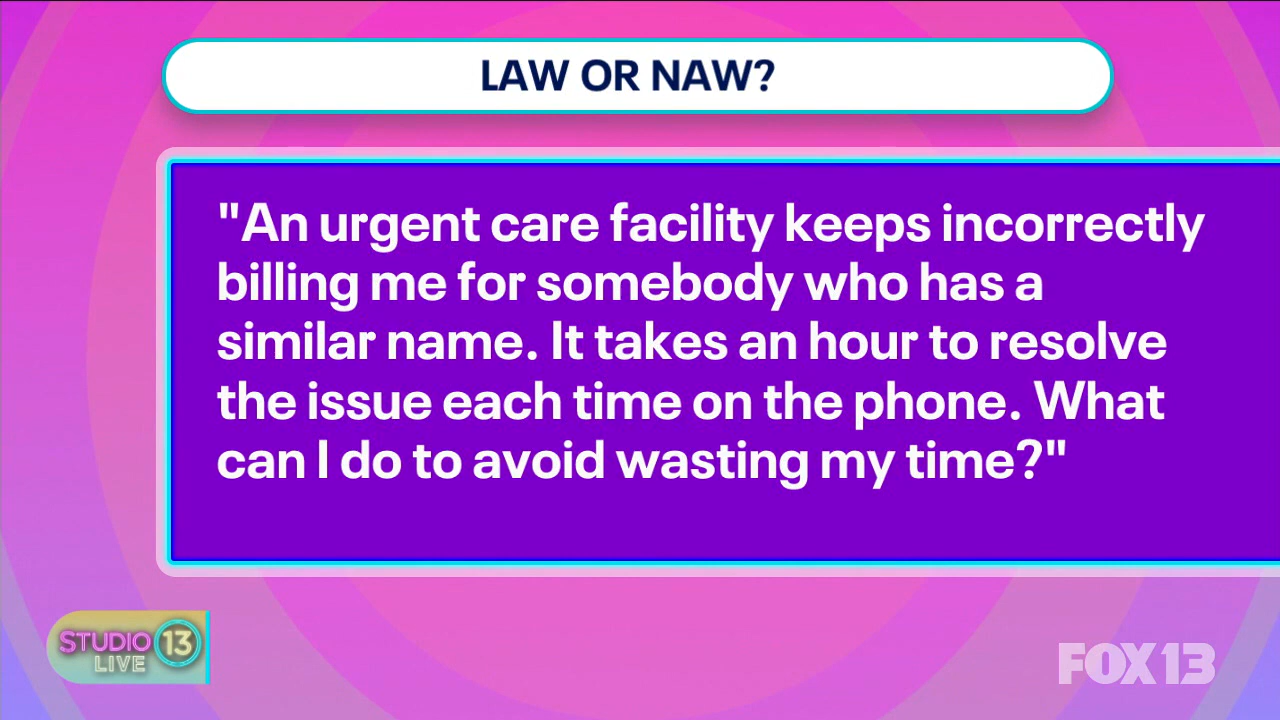 LAW OR NAW?
"An urgent care facility keeps incorrectly
billing me for somebody who has a
similar name. It takes an hour to resolve
the issue each time on the phone. What
can I do to avoid wasting my time?"
STUDIO 13
LIVE
FOX13